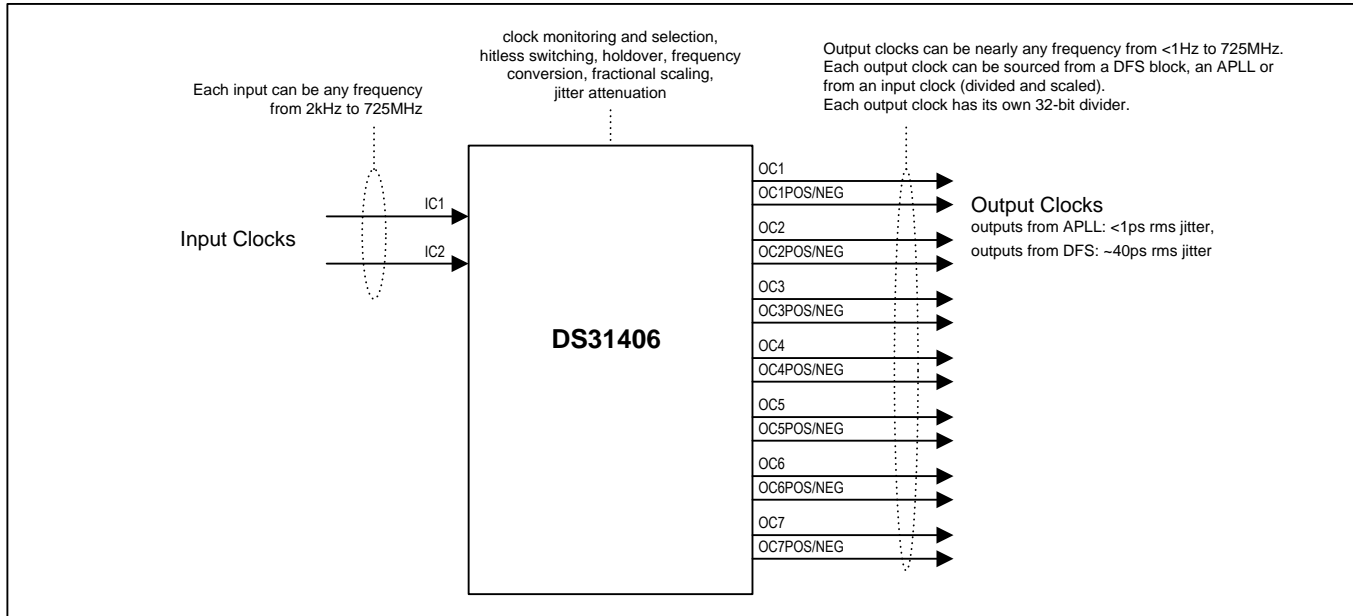 clock monitoring and selection,
hitless switching, holdover, frequency
conversion, fractional scaling,
jitter attenuation
Each input can be any frequency
from 2kHz to 725MHz
Output clocks can be nearly any frequency from <1Hz to 725MHz.
Each output clock can be sourced from a DFS block, an APLL or
from an input clock (divided and scaled).
Each output clock has its own 32-bit divider.
Input Clocks
IC1
IC2
DS31406
OC1
OC1POS/NEG
OC2
OC2POS/NEG
OC3
OC3POS/NEG
OC4
OC4POS/NEG
OC5
OC5POS/NEG
OC6
OC6POS/NEG
OC7
OC7POS/NEG
Output Clocks
outputs from APLL: <1ps rms jitter,
outputs from DFS: ~40ps rms jitter